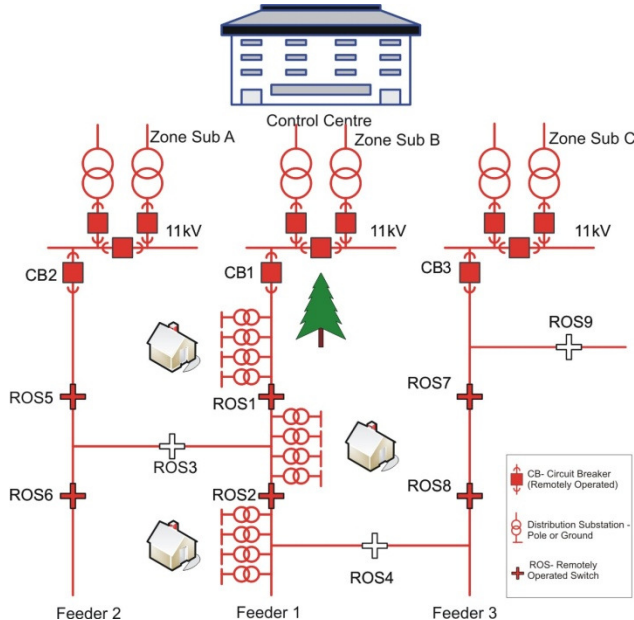 Control Centre
Zone Sub A
Zone Sub B
Zone Sub C
11kV
11kV
11kV
CB2
CB1
CB3
ROS9
ROS5
ROS1
ROS7
ROS3
ROS6
ROS2
ROS8
ROS4
Feeder 2
Feeder 1
Feeder 3
CB- Circuit Breaker
(Remotely Operated)
Distribution Substation -
Pole or Ground
ROS- Remotely
Operated Switch